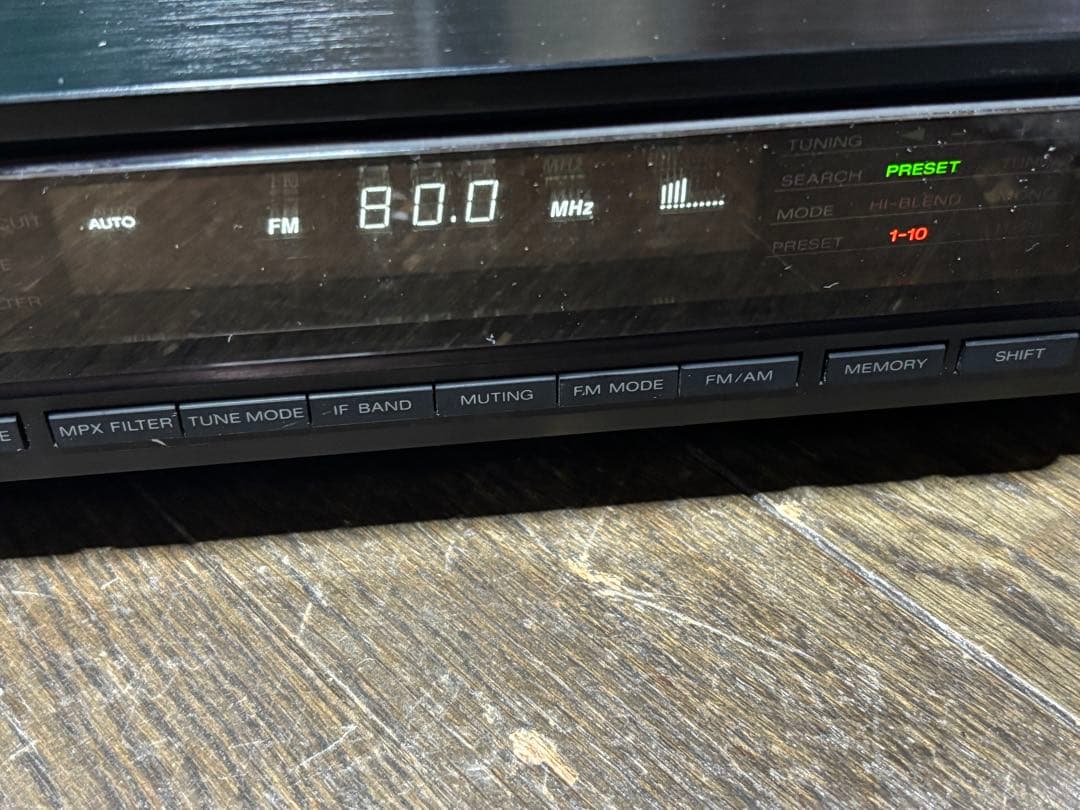 TUNING
SEARCH PRESET
AUTO FM 80.0 MHz
MODE HI-BLEND
PRESET 1-10
MPX FILTER TUNE MODE IF BAND MUTING FM MODE FM/AM MEMORY SHIFT